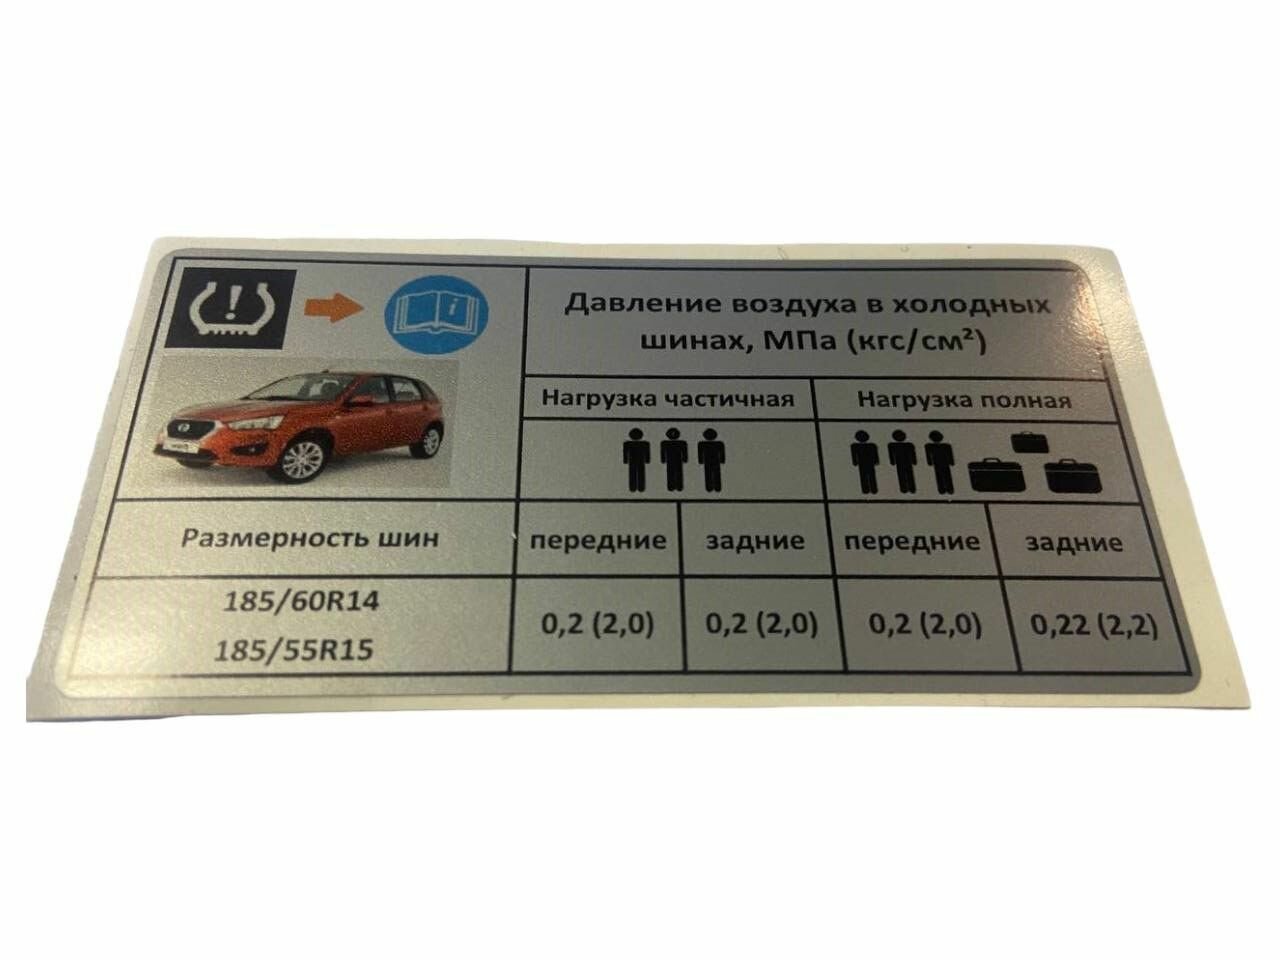 Давление воздуха в холодных
шинах, МПа (кгс/см²)
Нагрузка частичная
Нагрузка полная
Размерность шин
передние
задние
передние
задние
185/60R14
185/55R15
0,2 (2,0)
0,2 (2,0)
0,2 (2,0)
0,22 (2,2)